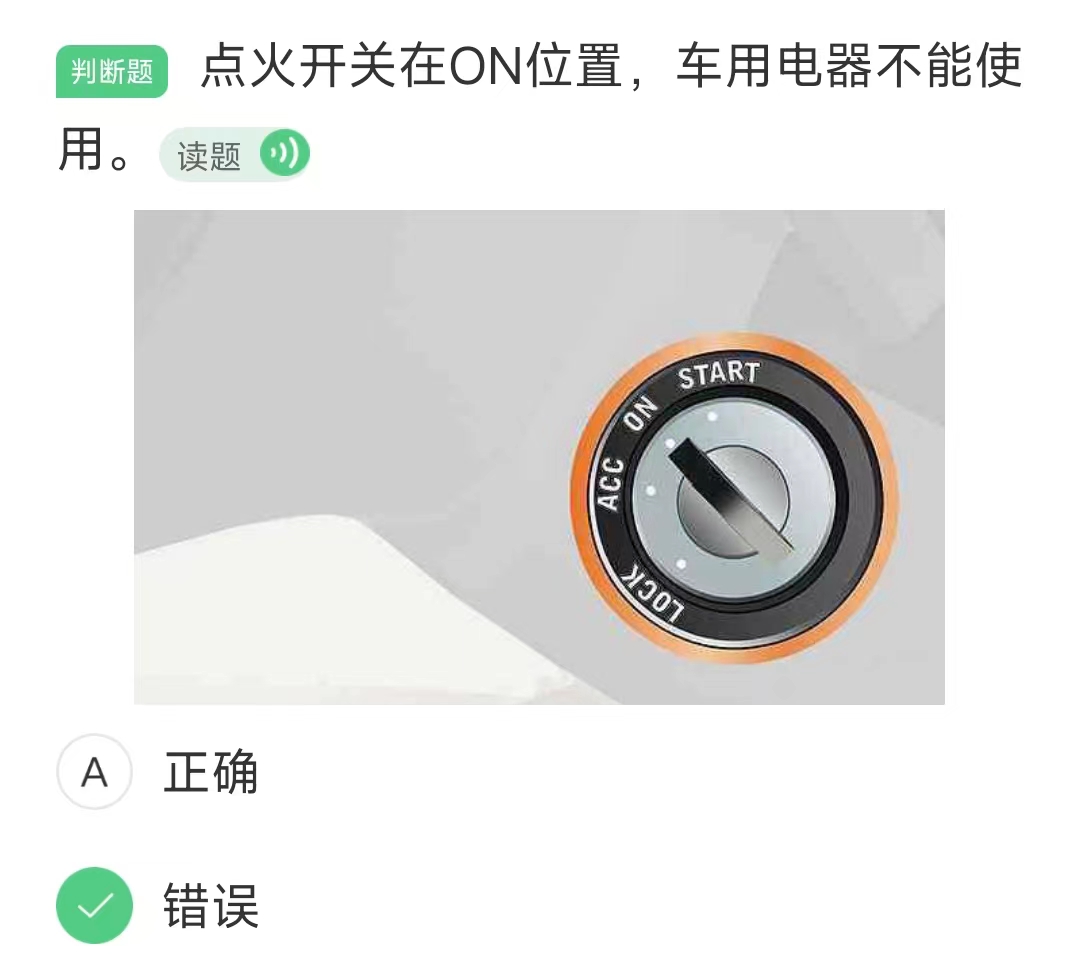 判断题 点火开关在ON位置，车用电器不能使
用。 读题
START
ON
ACC
LOCK
A 正确
错误